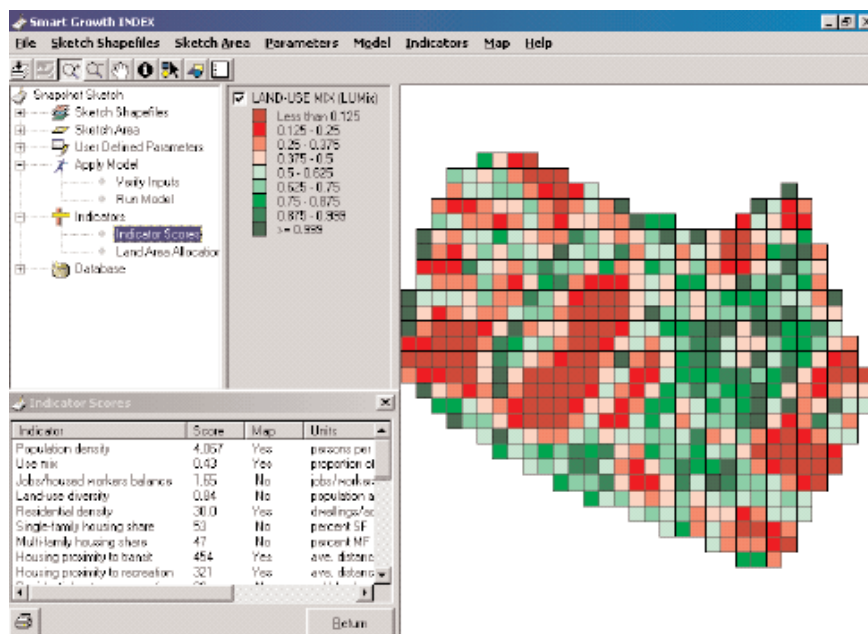 Smart Growth INDEX
File Sketch Shapefiles Sketch Area Parameters Model Indicators Map Help
Snapshot Sketch
Sketch Shapefiles
Sketch Area
User Defined Parameters
Apply Model
Verify Inputs
Run Model
Indicators
Indicator Scores
Land Area Allocation
Database
LAND-USE MIX (LUMix)
Less than 0.125
0.125 - 0.25
0.25 - 0.375
0.375 - 0.5
0.5 - 0.625
0.625 - 0.75
0.75 - 0.875
0.875 - 0.999
>= 0.999
Indicator Scores
Indicator Score Map Units
Population density 4,057 Yes persons per
Use mix 0.43 Yes proportion of
Jobs/housed workers balance 1.65 No jobs/worker
Land-use diversity 0.84 No population a
Residential density 30.0 Yes dwellings/ac
Single-family housing share 53 No percent SF
Multi-family housing share 47 No percent MF
Housing proximity to transit 454 Yes ave. distanc
Housing proximity to recreation 321 Yes ave. distanc
Return